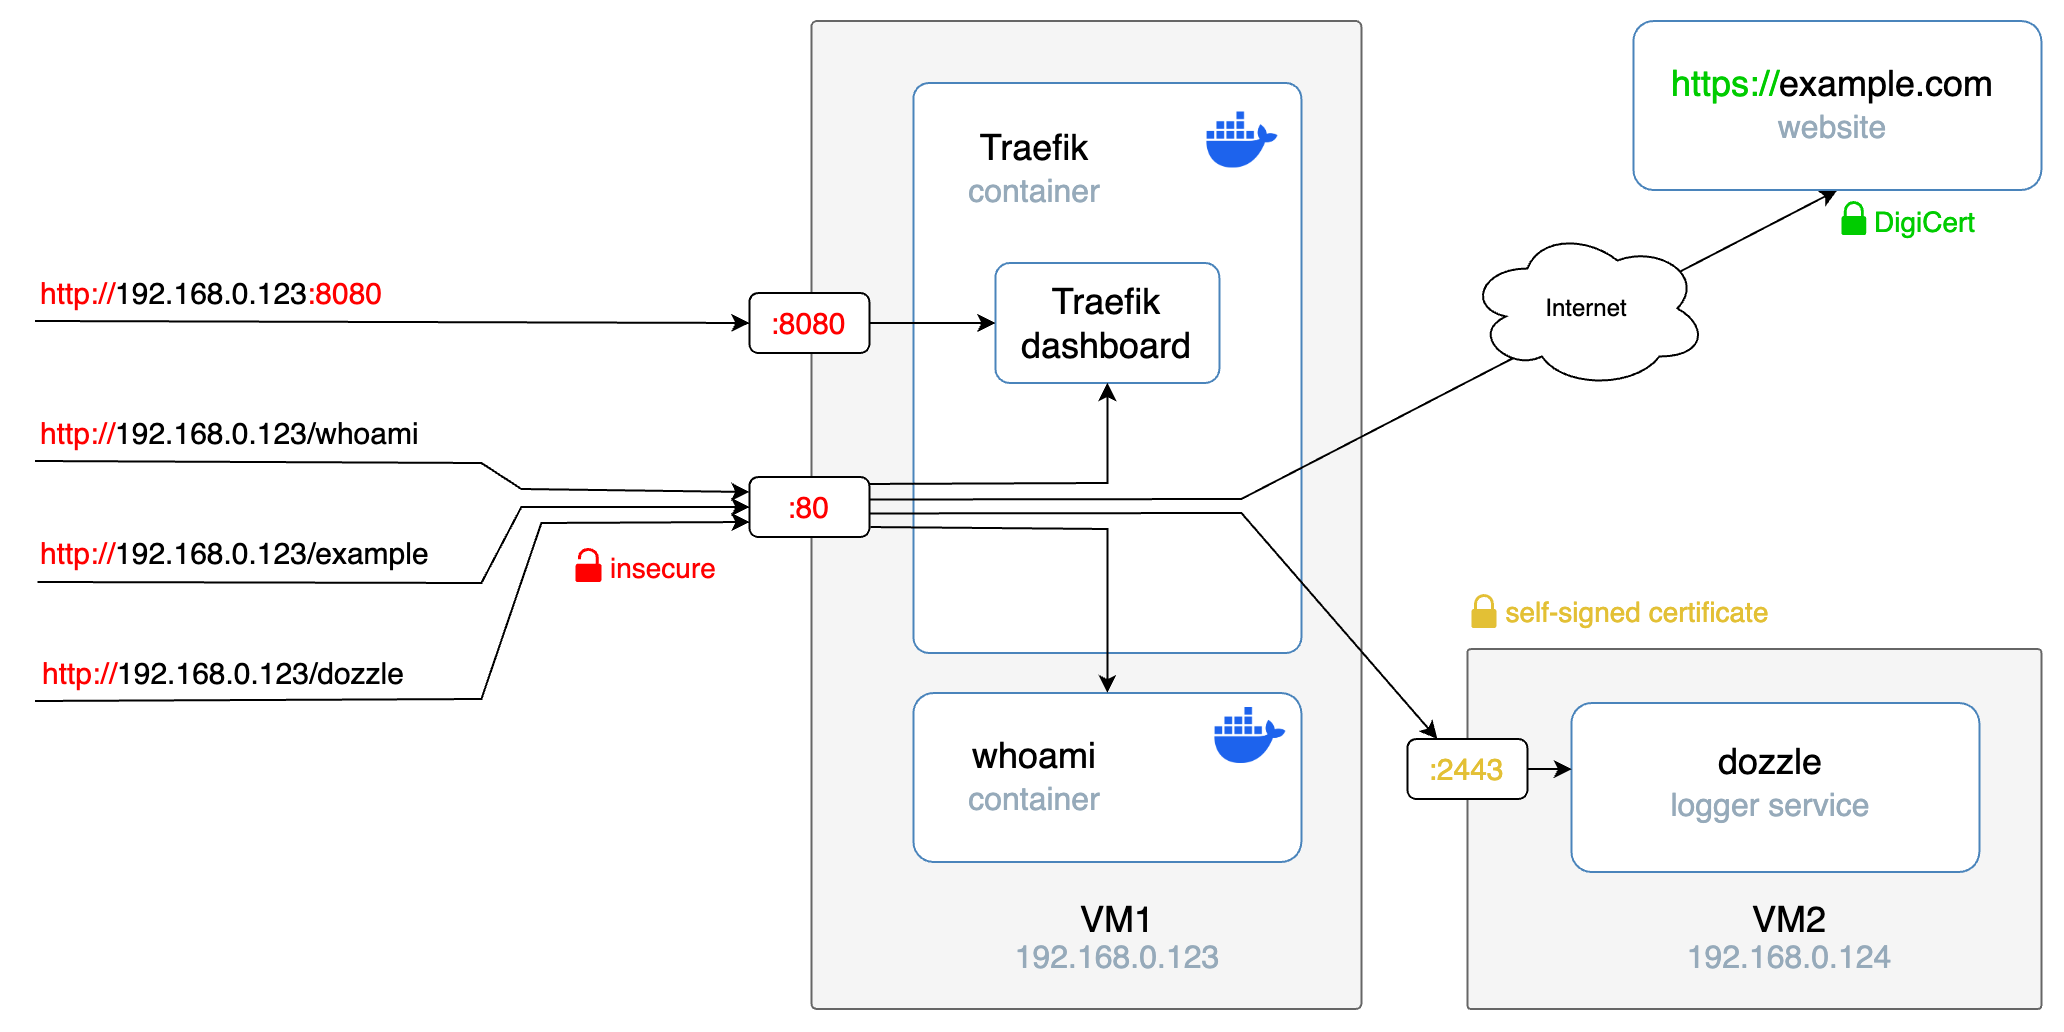 https://example.com
website
DigiCert
Traefik
container
http://192.168.0.123:8080
:8080
Traefik
dashboard
Internet
http://192.168.0.123/whoami
:80
http://192.168.0.123/example
insecure
http://192.168.0.123/dozzle
self-signed certificate
whoami
container
:2443
dozzle
logger service
VM1
192.168.0.123
VM2
192.168.0.124